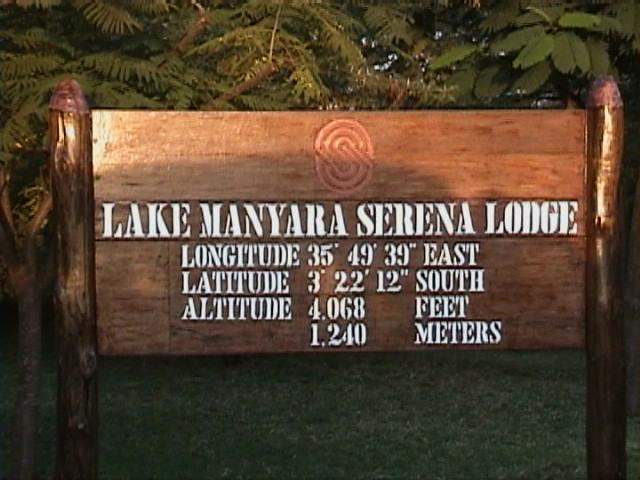 LAKE MANYARA SERENA LODGE
LONGITUDE 35° 49' 39" EAST
LATITUDE 3° 22' 12" SOUTH
ALTITUDE 4,068 FEET
1,240 METERS